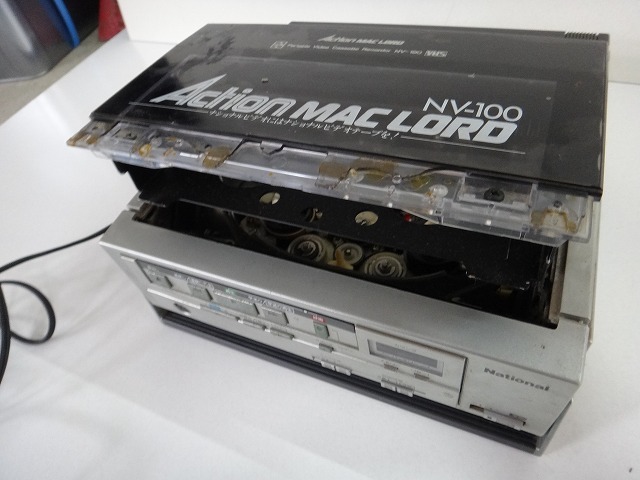 Action MAC LORD
Portable Video Cassette Recorder NV-100 VHS
Action MAC LORD NV-100
ナショナルビデオにはナショナルビデオテープを!
National